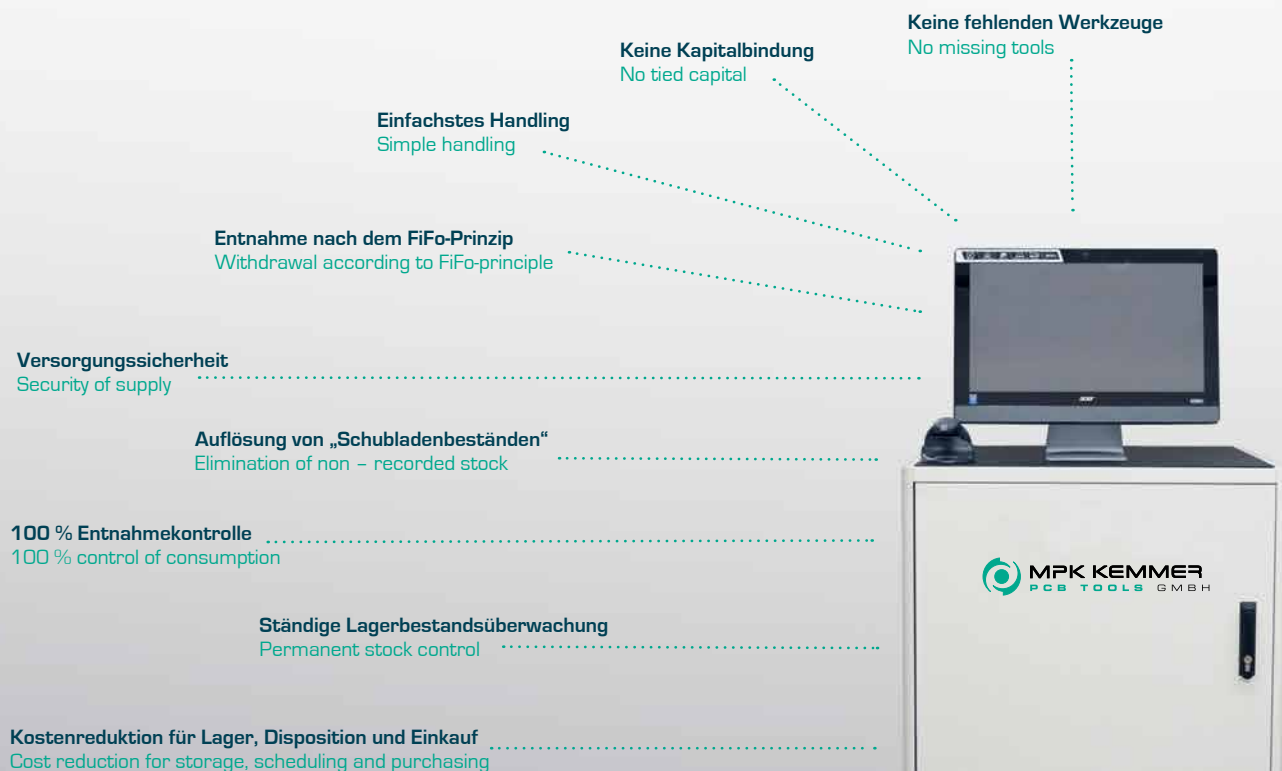 Keine fehlenden Werkzeuge
No missing tools
Keine Kapitalbindung
No tied capital
Einfachstes Handling
Simple handling
Entnahme nach dem FiFo-Prinzip
Withdrawal according to FiFo-principle
Versorgungssicherheit
Security of supply
Auflösung von „Schubladenbeständen“
Elimination of non – recorded stock
100 % Entnahmekontrolle
100 % control of consumption
Ständige Lagerbestandsüberwachung
Permanent stock control
Kostenreduktion für Lager, Disposition und Einkauf
Cost reduction for storage, scheduling and purchasing
acer
MPK KEMMER
PCB TOOLS GMBH